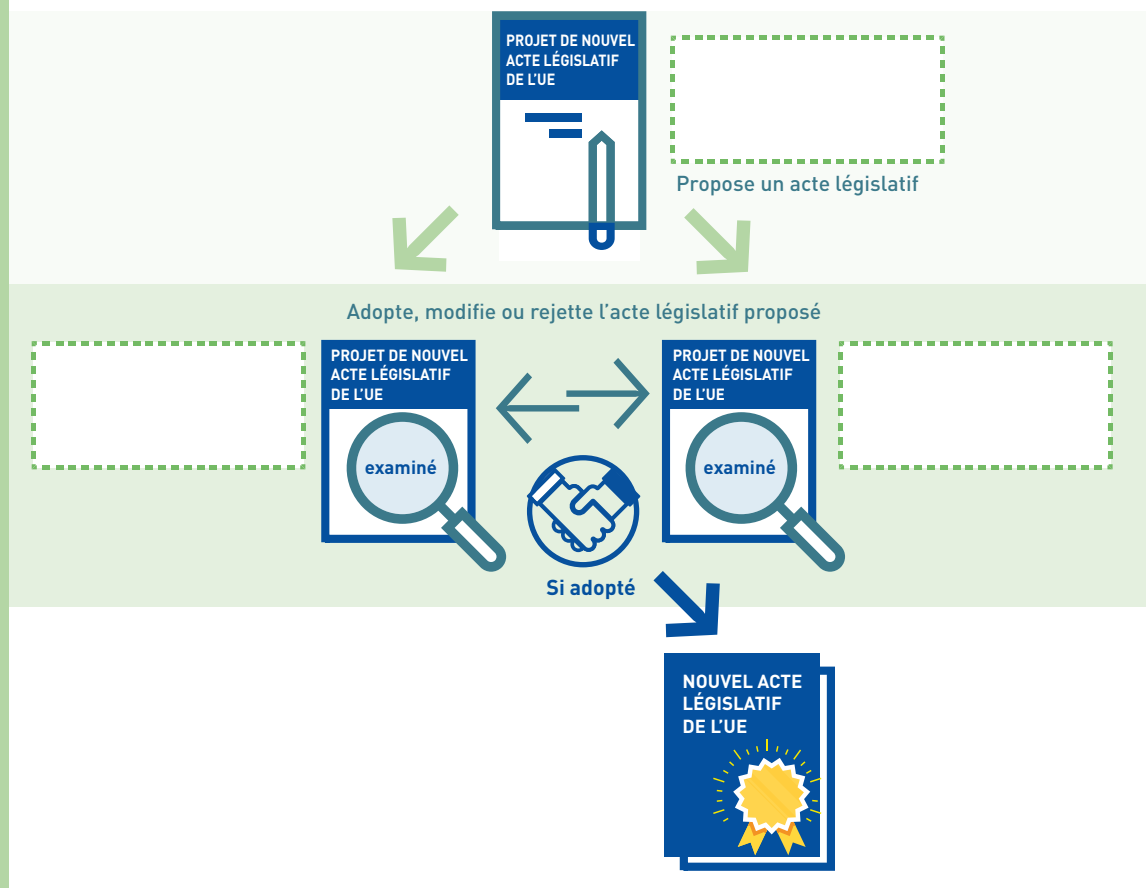 PROJET DE NOUVEL
ACTE LÉGISLATIF
DE L'UE
Propose un acte législatif
Adopte, modifie ou rejette l'acte législatif proposé
PROJET DE NOUVEL
ACTE LÉGISLATIF
DE L'UE
examiné
PROJET DE NOUVEL
ACTE LÉGISLATIF
DE L'UE
examiné
Si adopté
NOUVEL ACTE
LÉGISLATIF
DE L'UE